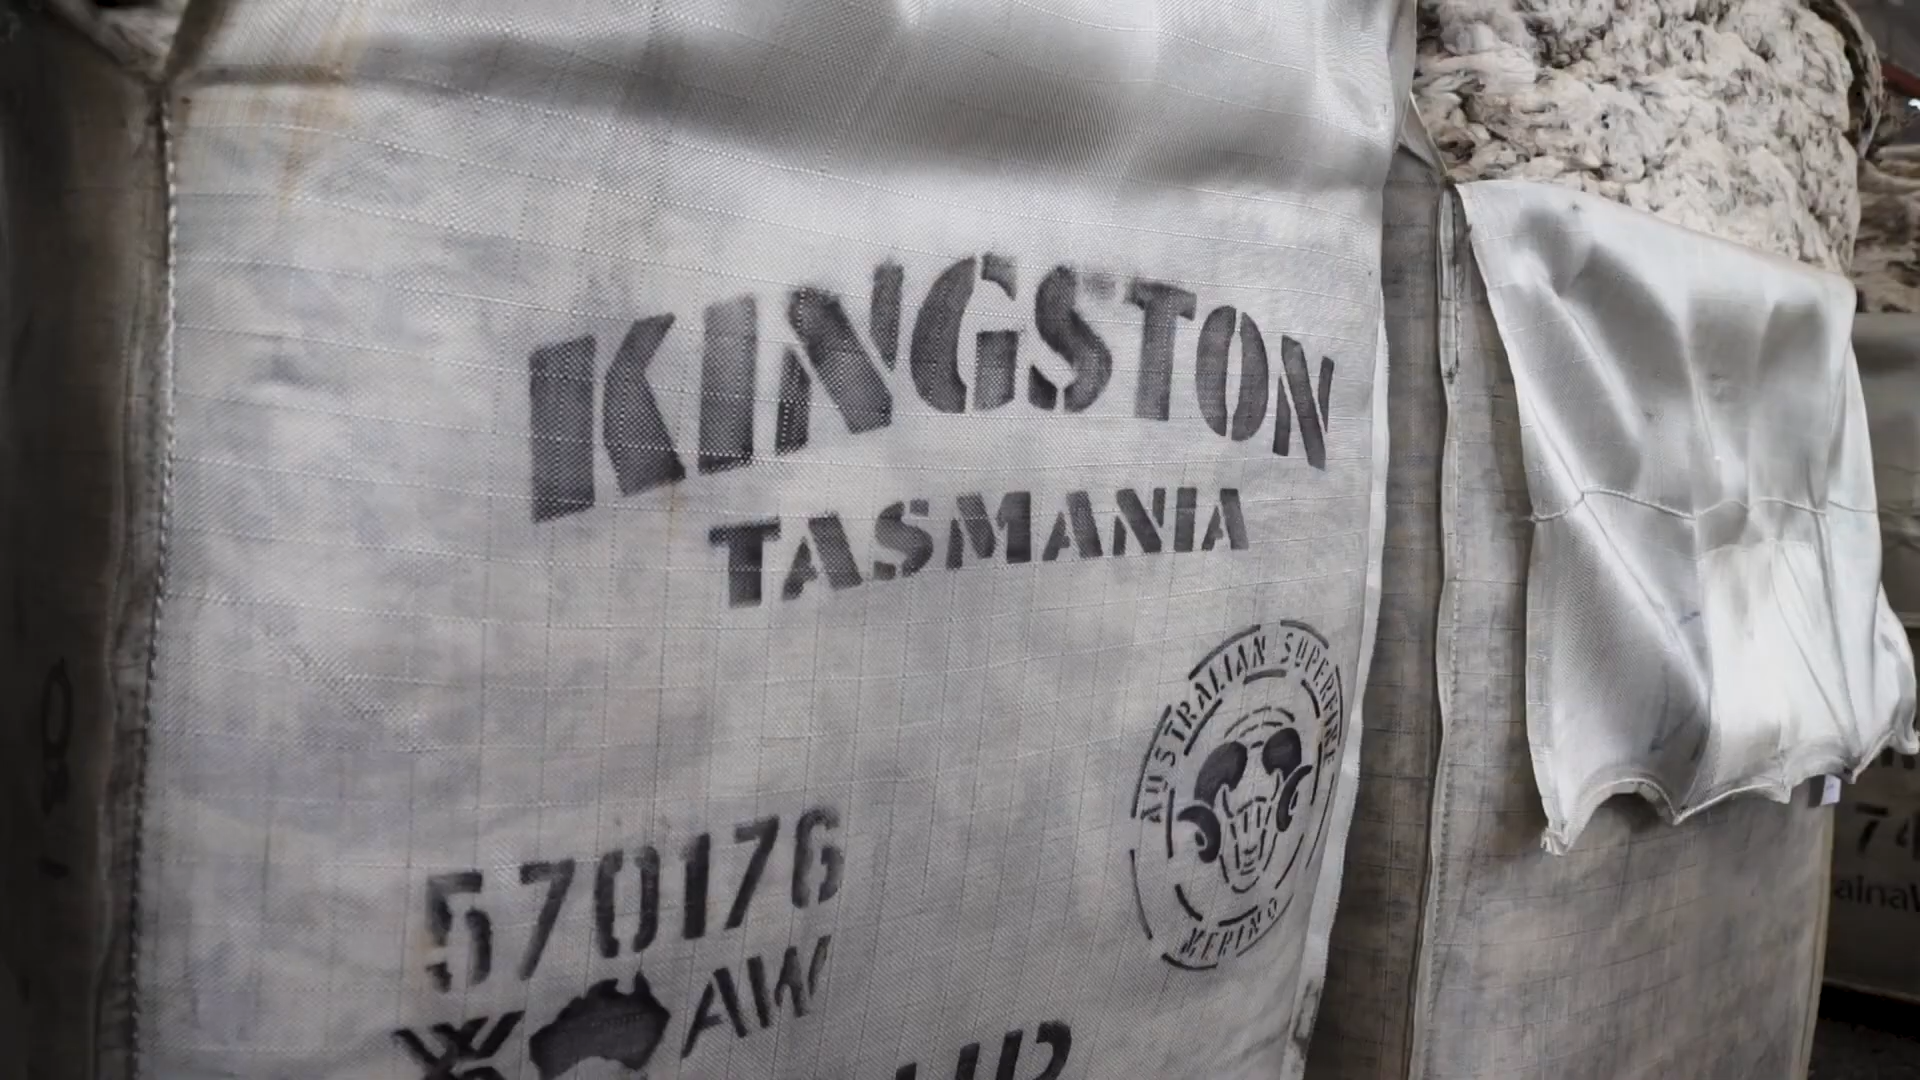 KINGSTON
TASMANIA
AUSTRALIAN SUPERFINE
MERINO
570176
AW